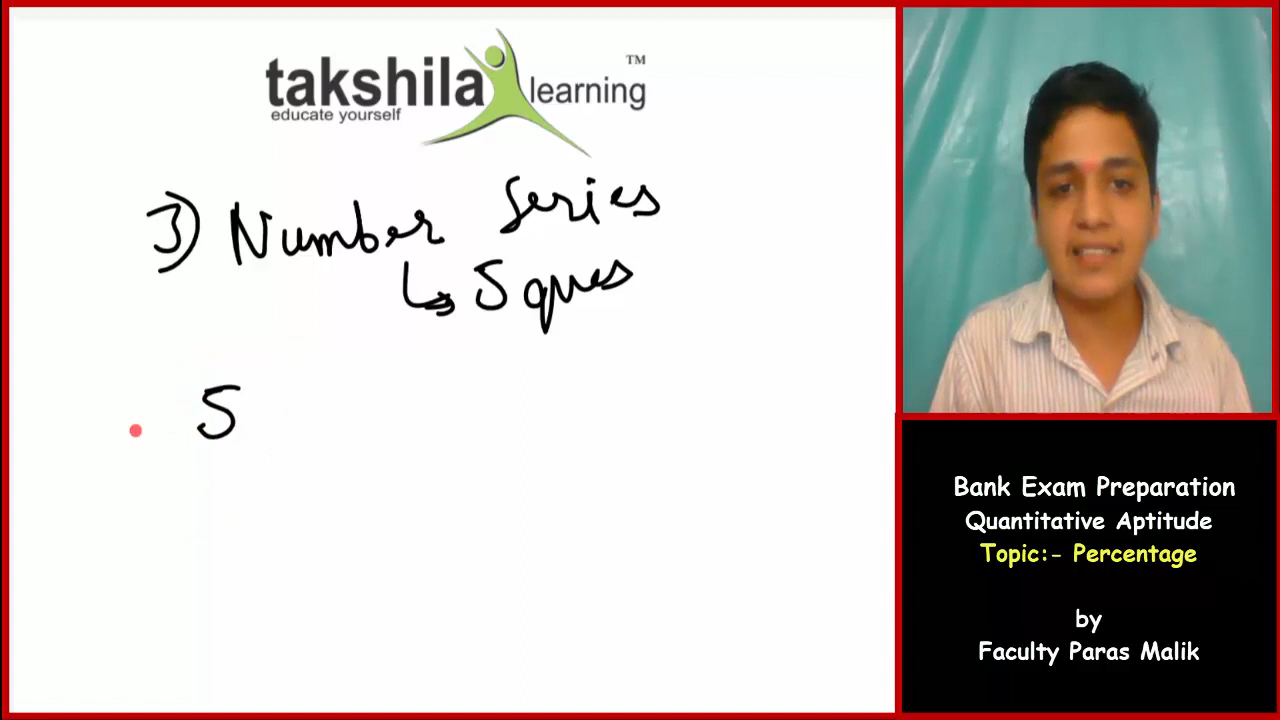 takshila learning TM
educate yourself
3) Number Series
↳ 5 ques
5
Bank Exam Preparation
Quantitative Aptitude
Topic:- Percentage
by
Faculty Paras Malik